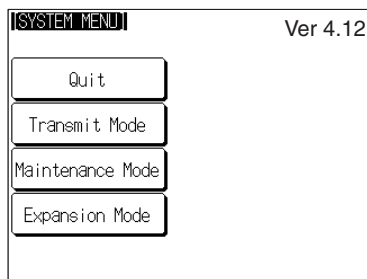 [SYSTEM MENU]
Ver 4.12
Quit
Transmit Mode
Maintenance Mode
Expansion Mode